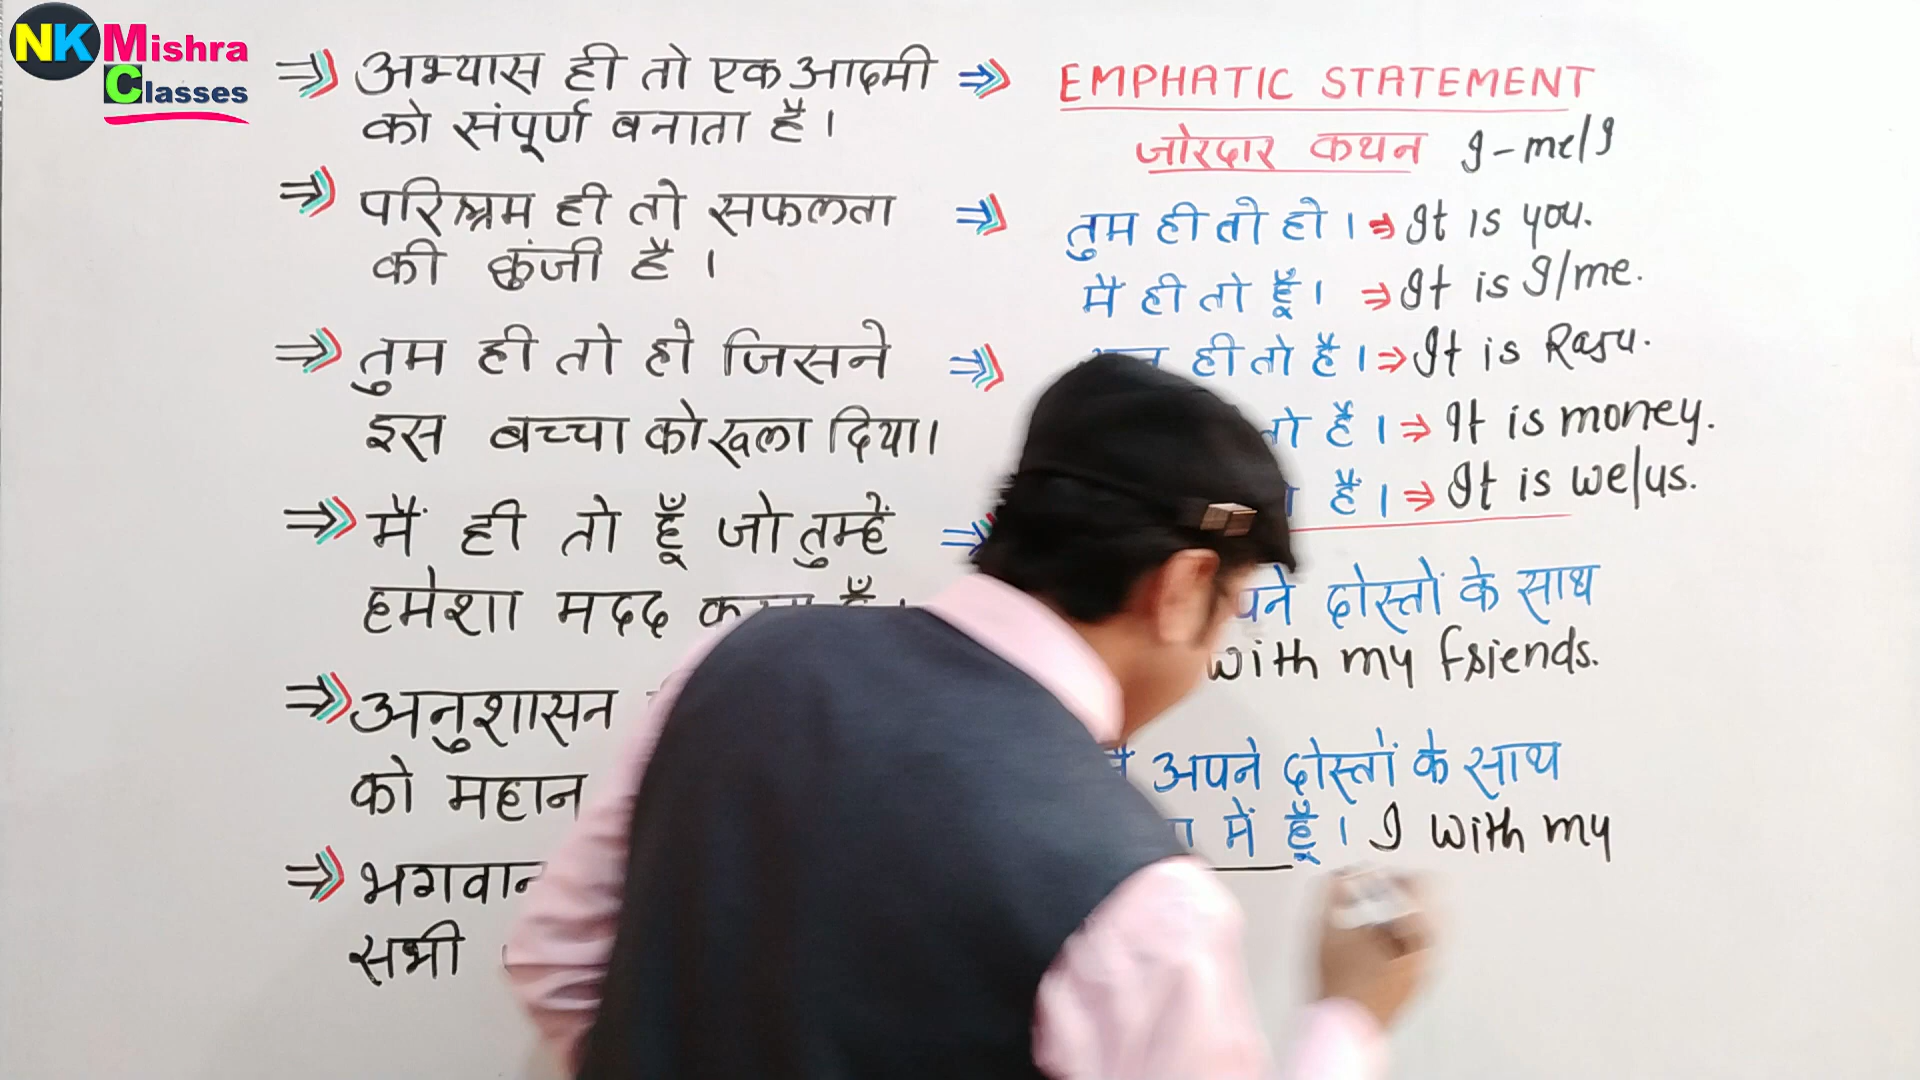 NK Mishra
Classes
⇒ अभ्यास ही तो एक आदमी
को संपूर्ण बनाता है।
⇒ परिश्रम ही तो सफलता
की कुंजी है ।
⇒ तुम ही तो हो जिसने
इस बच्चा को रूला दिया।
⇒ मैं ही तो हूँ जो तुम्हें
हमेशा मदद
⇒ अनुशासन
को महान
⇒ भगवान
सभी
⇒ EMPHATIC STATEMENT
जोरदार कथन I - me/I
⇒ तुम ही तो हो। ⇒ It is you.
मैं ही तो हूँ। ⇒ It is I/me.
⇒ ही तो है। ⇒ It is Raju.
तो है। ⇒ It is money.
हैं। ⇒ It is we/us.
दोस्तों के साथ
with my friends.
मैं अपने दोस्तों के साथ
में हूँ। I with my